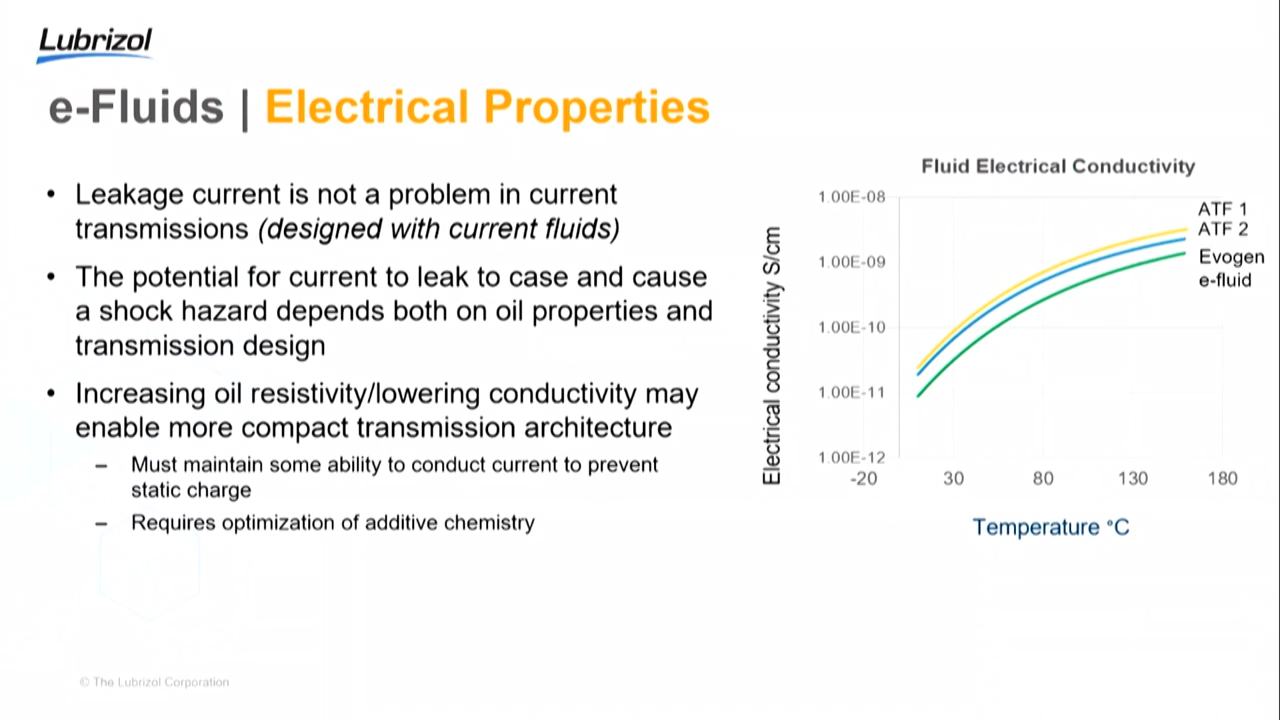 Lubrizol
e-Fluids | Electrical Properties
• Leakage current is not a problem in current
transmissions (designed with current fluids)
• The potential for current to leak to case and cause
a shock hazard depends both on oil properties and
transmission design
• Increasing oil resistivity/lowering conductivity may
enable more compact transmission architecture
– Must maintain some ability to conduct current to prevent
static charge
– Requires optimization of additive chemistry
Fluid Electrical Conductivity
Electrical conductivity S/cm
1.00E-08
1.00E-09
1.00E-10
1.00E-11
1.00E-12
-20 30 80 130 180
Temperature °C
ATF 1
ATF 2
Evogen
e-fluid
© The Lubrizol Corporation